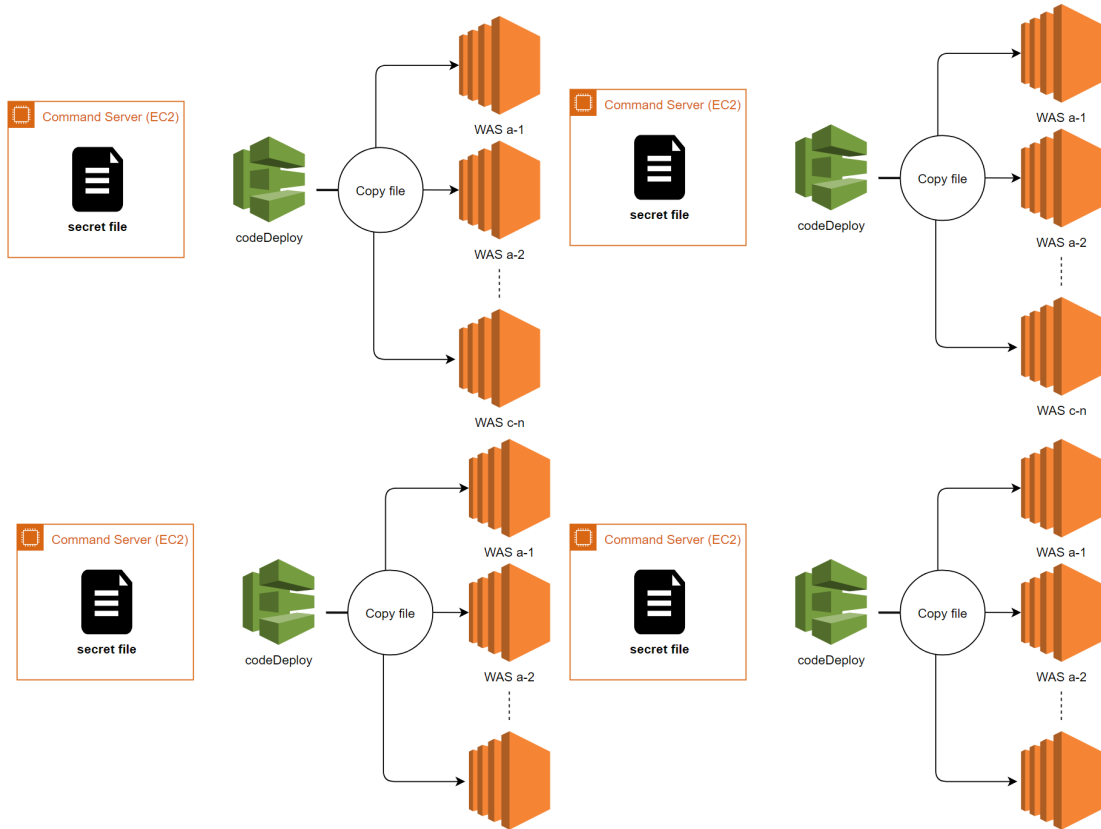 Command Server (EC2)
secret file
codeDeploy
Copy file
WAS a-1
WAS a-2
WAS c-n
Command Server (EC2)
secret file
codeDeploy
Copy file
WAS a-1
WAS a-2
WAS c-n
Command Server (EC2)
secret file
codeDeploy
Copy file
WAS a-1
WAS a-2
Command Server (EC2)
secret file
codeDeploy
Copy file
WAS a-1
WAS a-2